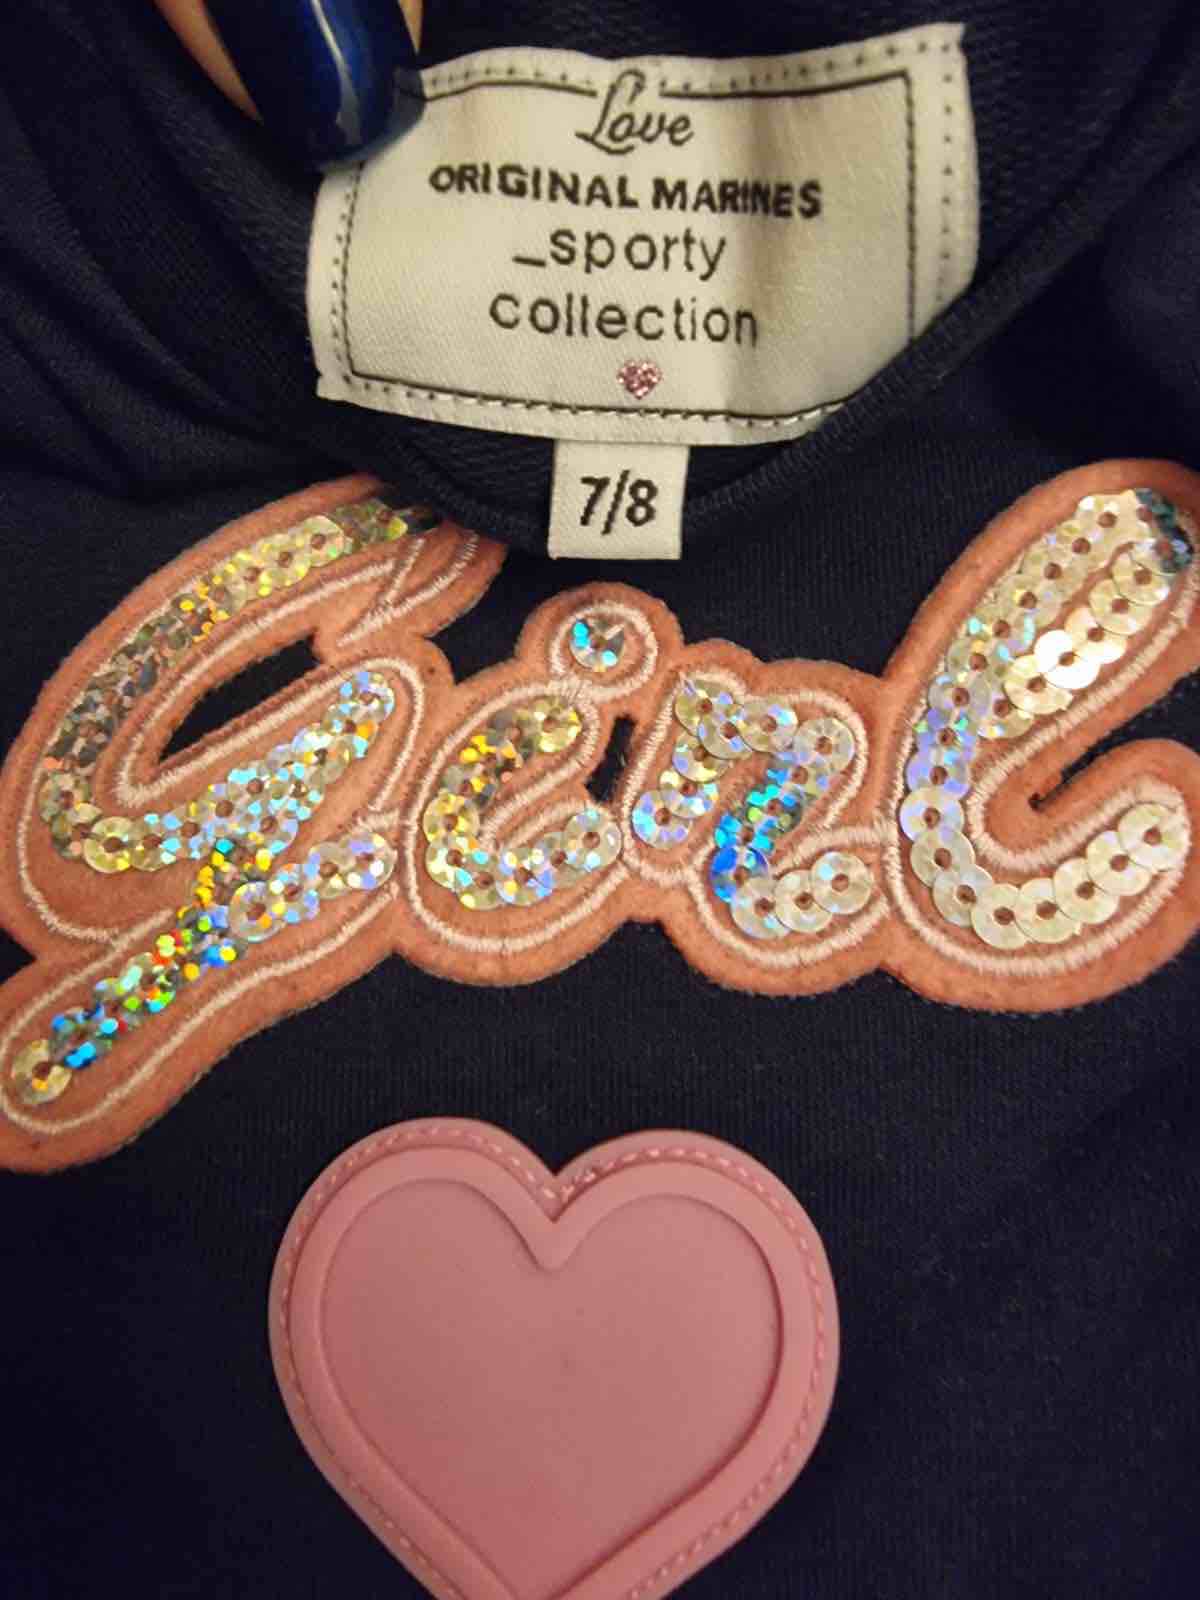 Love
ORIGINAL MARINES
_sporty
collection
7/8
Girl